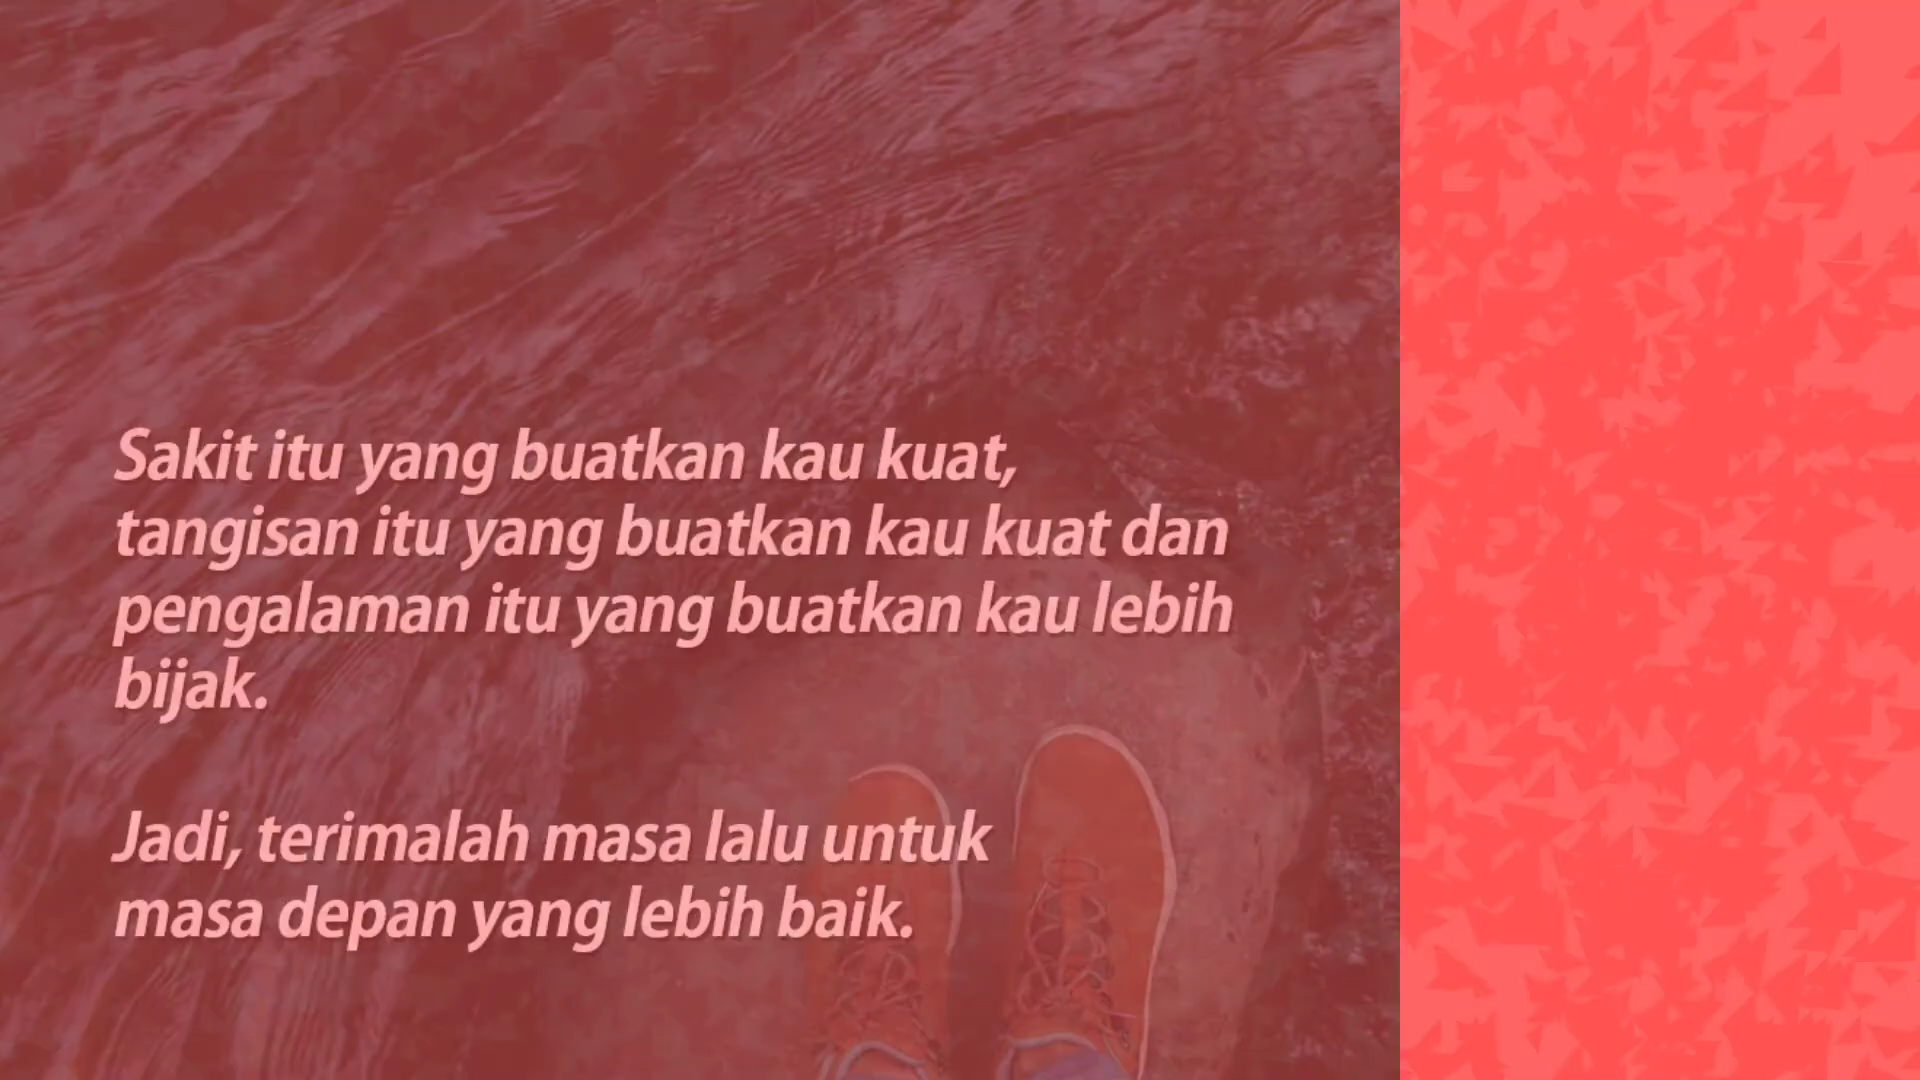 Sakit itu yang buatkan kau kuat,
tangisan itu yang buatkan kau kuat dan
pengalaman itu yang buatkan kau lebih
bijak.
Jadi, terimalah masa lalu untuk
masa depan yang lebih baik.